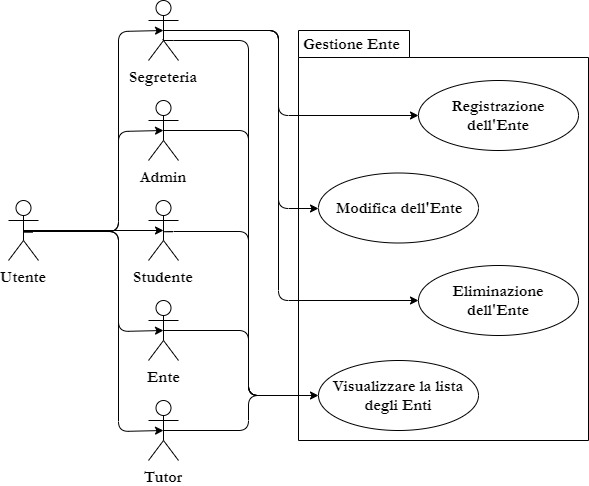 Gestione Ente
Segreteria
Registrazione
dell'Ente
Admin
Modifica dell'Ente
Utente
Studente
Eliminazione
dell'Ente
Ente
Visualizzare la lista
degli Enti
Tutor